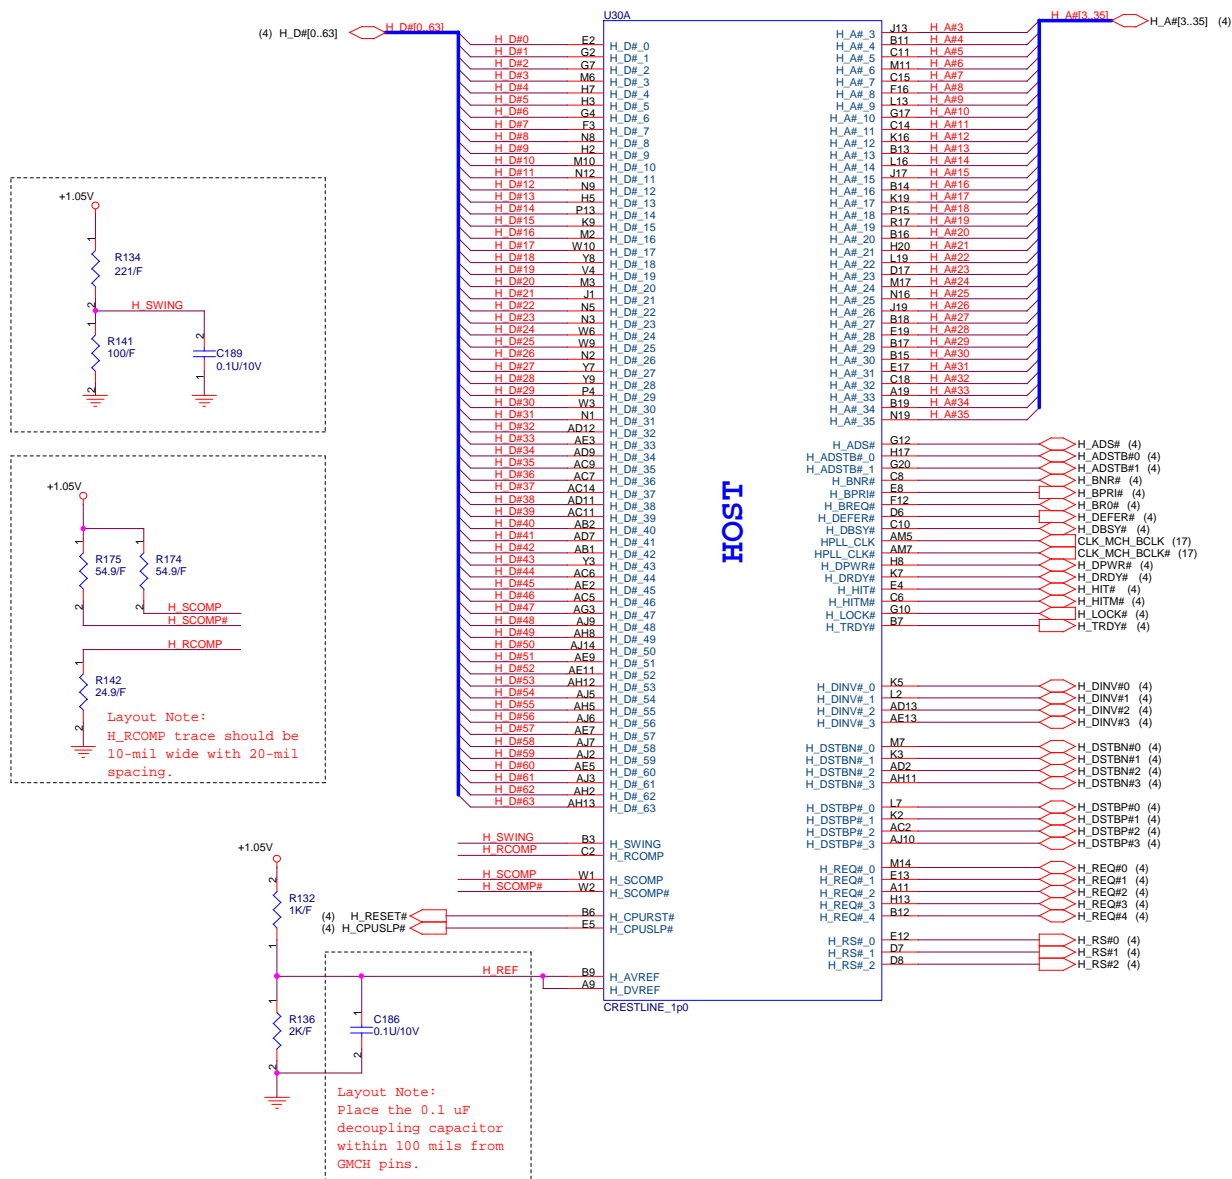 U30A
(4) H_D#[0..63]
H_D#[0..63]
H_A#[3..35]
H_A#[3..35] (4)
H_D#0 E2 H_D#_0
H_D#1 G2 H_D#_1
H_D#2 G7 H_D#_2
H_D#3 M6 H_D#_3
H_D#4 H7 H_D#_4
H_D#5 H3 H_D#_5
H_D#6 G4 H_D#_6
H_D#7 F3 H_D#_7
H_D#8 N8 H_D#_8
H_D#9 H2 H_D#_9
H_D#10 M10 H_D#_10
H_D#11 N12 H_D#_11
H_D#12 N9 H_D#_12
H_D#13 H5 H_D#_13
H_D#14 P13 H_D#_14
H_D#15 K9 H_D#_15
H_D#16 M2 H_D#_16
H_D#17 W10 H_D#_17
H_D#18 Y8 H_D#_18
H_D#19 V4 H_D#_19
H_D#20 M3 H_D#_20
H_D#21 J1 H_D#_21
H_D#22 N5 H_D#_22
H_D#23 N3 H_D#_23
H_D#24 W6 H_D#_24
H_D#25 W9 H_D#_25
H_D#26 N2 H_D#_26
H_D#27 Y7 H_D#_27
H_D#28 Y9 H_D#_28
H_D#29 P4 H_D#_29
H_D#30 W3 H_D#_30
H_D#31 N1 H_D#_31
H_D#32 AD12 H_D#_32
H_D#33 AE3 H_D#_33
H_D#34 AD9 H_D#_34
H_D#35 AC9 H_D#_35
H_D#36 AC7 H_D#_36
H_D#37 AC14 H_D#_37
H_D#38 AD11 H_D#_38
H_D#39 AC11 H_D#_39
H_D#40 AB2 H_D#_40
H_D#41 AD7 H_D#_41
H_D#42 AB1 H_D#_42
H_D#43 Y3 H_D#_43
H_D#44 AC6 H_D#_44
H_D#45 AE2 H_D#_45
H_D#46 AC5 H_D#_46
H_D#47 AG3 H_D#_47
H_D#48 AJ9 H_D#_48
H_D#49 AH8 H_D#_49
H_D#50 AJ14 H_D#_50
H_D#51 AE9 H_D#_51
H_D#52 AE11 H_D#_52
H_D#53 AH12 H_D#_53
H_D#54 AJ5 H_D#_54
H_D#55 AH5 H_D#_55
H_D#56 AJ6 H_D#_56
H_D#57 AE7 H_D#_57
H_D#58 AJ7 H_D#_58
H_D#59 AJ2 H_D#_59
H_D#60 AE5 H_D#_60
H_D#61 AJ3 H_D#_61
H_D#62 AH2 H_D#_62
H_D#63 AH13 H_D#_63
H_SWING B3 H_SWING
H_RCOMP C2 H_RCOMP
H_SCOMP W1 H_SCOMP
H_SCOMP# W2 H_SCOMP#
(4) H_RESET# B6 H_CPURST#
(4) H_CPUSLP# E5 H_CPUSLP#
H_REF B9 H_AVREF
A9 H_DVREF
CRESTLINE_1p0
HOST
H_A#_3 J13 H_A#3
H_A#_4 B11 H_A#4
H_A#_5 C11 H_A#5
H_A#_6 M11 H_A#6
H_A#_7 C15 H_A#7
H_A#_8 F16 H_A#8
H_A#_9 L13 H_A#9
H_A#_10 G17 H_A#10
H_A#_11 C14 H_A#11
H_A#_12 K16 H_A#12
H_A#_13 B13 H_A#13
H_A#_14 L16 H_A#14
H_A#_15 J17 H_A#15
H_A#_16 B14 H_A#16
H_A#_17 K19 H_A#17
H_A#_18 P15 H_A#18
H_A#_19 R17 H_A#19
H_A#_20 B16 H_A#20
H_A#_21 H20 H_A#21
H_A#_22 L19 H_A#22
H_A#_23 D17 H_A#23
H_A#_24 M17 H_A#24
H_A#_25 N16 H_A#25
H_A#_26 J19 H_A#26
H_A#_27 B18 H_A#27
H_A#_28 E19 H_A#28
H_A#_29 B17 H_A#29
H_A#_30 B15 H_A#30
H_A#_31 E17 H_A#31
H_A#_32 C18 H_A#32
H_A#_33 A19 H_A#33
H_A#_34 B19 H_A#34
H_A#_35 N19 H_A#35
H_ADS# G12 H_ADS# (4)
H_ADSTB#_0 H17 H_ADSTB#0 (4)
H_ADSTB#_1 G20 H_ADSTB#1 (4)
H_BNR# C8 H_BNR# (4)
H_BPRI# E8 H_BPRI# (4)
H_BREQ# F12 H_BR0# (4)
H_DEFER# D6 H_DEFER# (4)
H_DBSY# C10 H_DBSY# (4)
HPLL_CLK AM5 CLK_MCH_BCLK (17)
HPLL_CLK# AM7 CLK_MCH_BCLK# (17)
H_DPWR# H8 H_DPWR# (4)
H_DRDY# K7 H_DRDY# (4)
H_HIT# E4 H_HIT# (4)
H_HITM# C6 H_HITM# (4)
H_LOCK# G10 H_LOCK# (4)
H_TRDY# B7 H_TRDY# (4)
H_DINV#_0 K5 H_DINV#0 (4)
H_DINV#_1 L2 H_DINV#1 (4)
H_DINV#_2 AD13 H_DINV#2 (4)
H_DINV#_3 AE13 H_DINV#3 (4)
H_DSTBN#_0 M7 H_DSTBN#0 (4)
H_DSTBN#_1 K3 H_DSTBN#1 (4)
H_DSTBN#_2 AD2 H_DSTBN#2 (4)
H_DSTBN#_3 AH11 H_DSTBN#3 (4)
H_DSTBP#_0 L7 H_DSTBP#0 (4)
H_DSTBP#_1 K2 H_DSTBP#1 (4)
H_DSTBP#_2 AC2 H_DSTBP#2 (4)
H_DSTBP#_3 AJ10 H_DSTBP#3 (4)
H_REQ#_0 M14 H_REQ#0 (4)
H_REQ#_1 E13 H_REQ#1 (4)
H_REQ#_2 A11 H_REQ#2 (4)
H_REQ#_3 H13 H_REQ#3 (4)
H_REQ#_4 B12 H_REQ#4 (4)
H_RS#_0 E12 H_RS#0 (4)
H_RS#_1 D7 H_RS#1 (4)
H_RS#_2 D8 H_RS#2 (4)
+1.05V
1
R134
221/F
2
H_SWING
1
R141
100/F
2
2
C189
0.1U/10V
1
+1.05V
1
1
R175
54.9/F
R174
54.9/F
2
2
H_SCOMP
H_SCOMP#
H_RCOMP
1
R142
24.9/F
2
Layout Note:
H_RCOMP trace should be
10-mil wide with 20-mil
spacing.
+1.05V
2
R132
1K/F
1
1
R136
2K/F
2
1
C186
0.1U/10V
2
Layout Note:
Place the 0.1 uF
decoupling capacitor
within 100 mils from
GMCH pins.